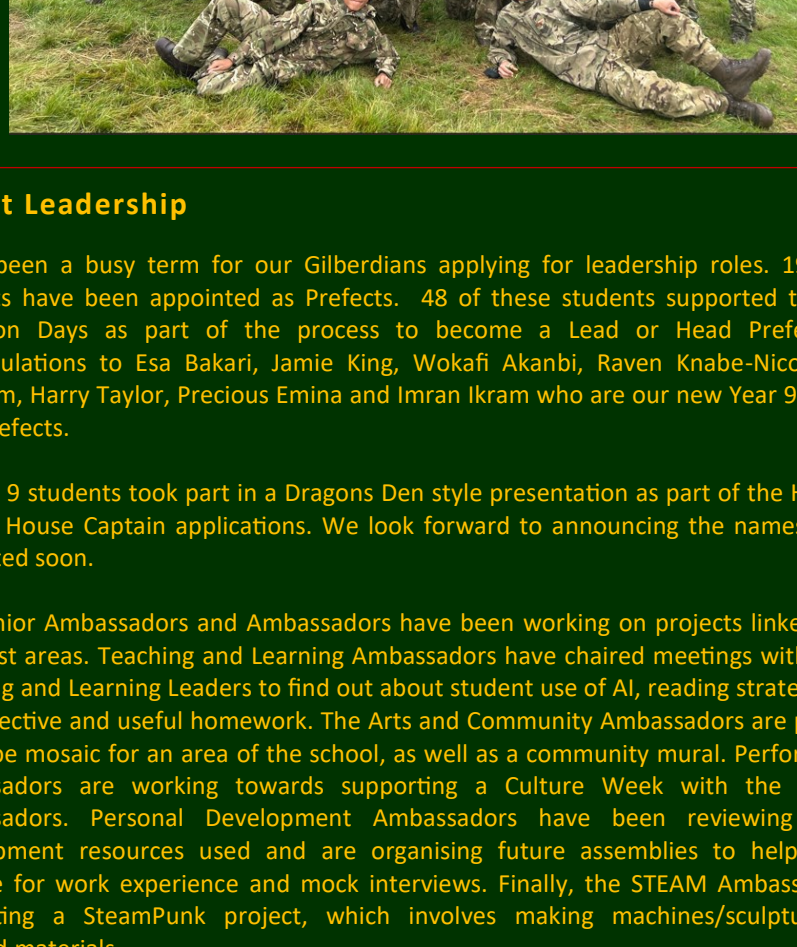 t Leadership
been a busy term for our Gilberdians applying for leadership roles. 19
s have been appointed as Prefects. 48 of these students supported t
on Days as part of the process to become a Lead or Head Prefe
ulations to Esa Bakari, Jamie King, Wokafi Akanbi, Raven Knabe-Nico
m, Harry Taylor, Precious Emina and Imran Ikram who are our new Year 9
efects.
9 students took part in a Dragons Den style presentation as part of the H
House Captain applications. We look forward to announcing the names
ted soon.
nior Ambassadors and Ambassadors have been working on projects linke
st areas. Teaching and Learning Ambassadors have chaired meetings with
g and Learning Leaders to find out about student use of AI, reading strate
ective and useful homework. The Arts and Community Ambassadors are p
pe mosaic for an area of the school, as well as a community mural. Perfor
sadors are working towards supporting a Culture Week with the
sadors. Personal Development Ambassadors have been reviewing
pment resources used and are organising future assemblies to help
e for work experience and mock interviews. Finally, the STEAM Ambass
ting a SteamPunk project, which involves making machines/sculptu
d materials.